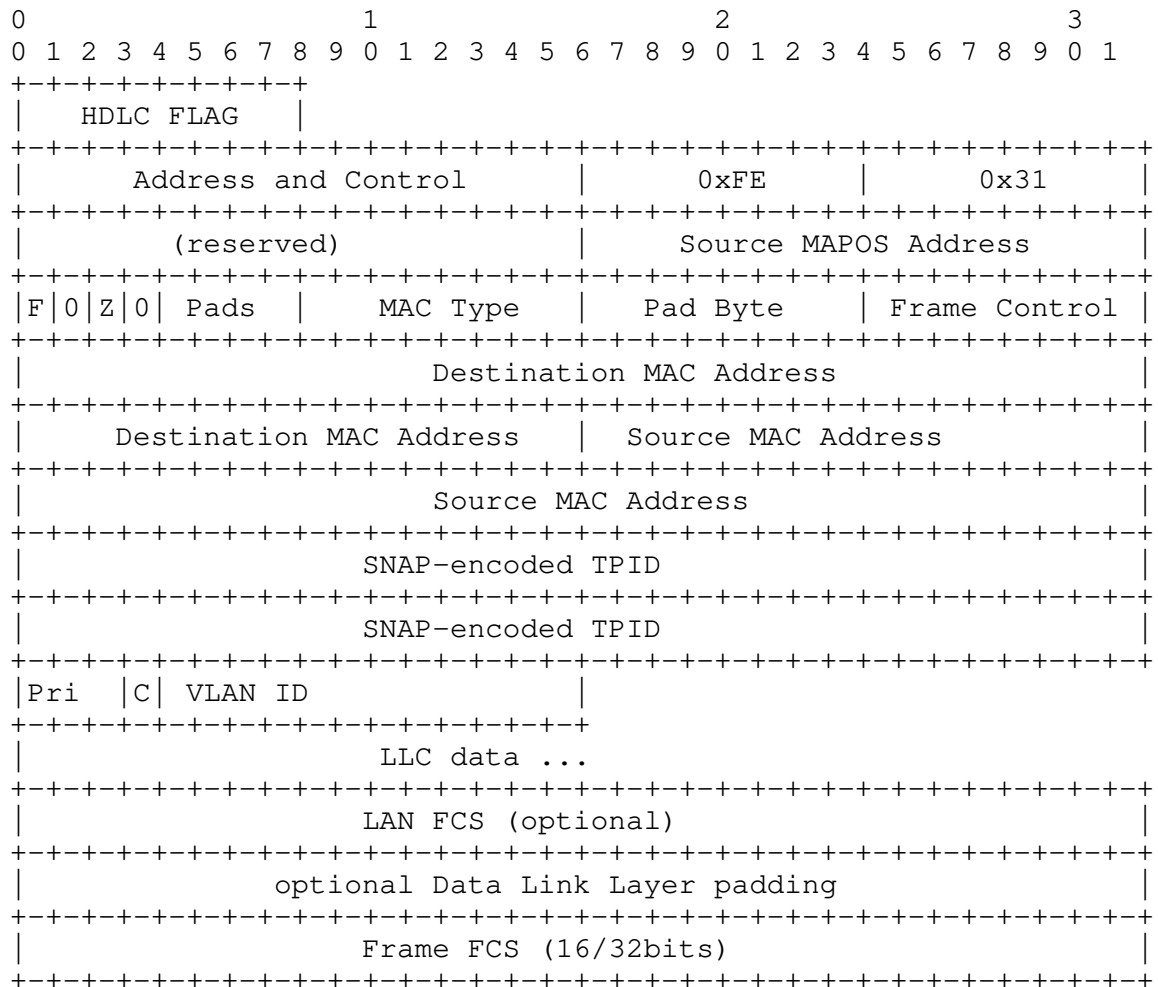 0                   1                   2                   3
0 1 2 3 4 5 6 7 8 9 0 1 2 3 4 5 6 7 8 9 0 1 2 3 4 5 6 7 8 9 0 1
+-+-+-+-+-+-+-+-+
|   HDLC FLAG   |
+-+-+-+-+-+-+-+-+-+-+-+-+-+-+-+-+-+-+-+-+-+-+-+-+-+-+-+-+-+-+-+-+
|      Address and Control      |      0xFE     |      0x31     |
+-+-+-+-+-+-+-+-+-+-+-+-+-+-+-+-+-+-+-+-+-+-+-+-+-+-+-+-+-+-+-+-+
|        (reserved)             |     Source MAPOS Address      |
+-+-+-+-+-+-+-+-+-+-+-+-+-+-+-+-+-+-+-+-+-+-+-+-+-+-+-+-+-+-+-+-+
|F|0|Z|0| Pads  |    MAC Type   |   Pad Byte    | Frame Control |
+-+-+-+-+-+-+-+-+-+-+-+-+-+-+-+-+-+-+-+-+-+-+-+-+-+-+-+-+-+-+-+-+
|                       Destination MAC Address                 |
+-+-+-+-+-+-+-+-+-+-+-+-+-+-+-+-+-+-+-+-+-+-+-+-+-+-+-+-+-+-+-+-+
|     Destination MAC Address   |  Source MAC Address           |
+-+-+-+-+-+-+-+-+-+-+-+-+-+-+-+-+-+-+-+-+-+-+-+-+-+-+-+-+-+-+-+-+
|                       Source MAC Address                      |
+-+-+-+-+-+-+-+-+-+-+-+-+-+-+-+-+-+-+-+-+-+-+-+-+-+-+-+-+-+-+-+-+
|                   SNAP-encoded TPID                           |
+-+-+-+-+-+-+-+-+-+-+-+-+-+-+-+-+-+-+-+-+-+-+-+-+-+-+-+-+-+-+-+-+
|                   SNAP-encoded TPID                           |
+-+-+-+-+-+-+-+-+-+-+-+-+-+-+-+-+-+-+-+-+-+-+-+-+-+-+-+-+-+-+-+-+
|Pri  |C| VLAN ID               |
+-+-+-+-+-+-+-+-+-+-+-+-+-+-+-+-+
|                    LLC data ...
+-+-+-+-+-+-+-+-+-+-+-+-+-+-+-+-+-+-+-+-+-+-+-+-+-+-+-+-+-+-+-+-+
|                   LAN FCS (optional)                          |
+-+-+-+-+-+-+-+-+-+-+-+-+-+-+-+-+-+-+-+-+-+-+-+-+-+-+-+-+-+-+-+-+
|              optional Data Link Layer padding                 |
+-+-+-+-+-+-+-+-+-+-+-+-+-+-+-+-+-+-+-+-+-+-+-+-+-+-+-+-+-+-+-+-+
|                   Frame FCS (16/32bits)                       |
+-+-+-+-+-+-+-+-+-+-+-+-+-+-+-+-+-+-+-+-+-+-+-+-+-+-+-+-+-+-+-+-+